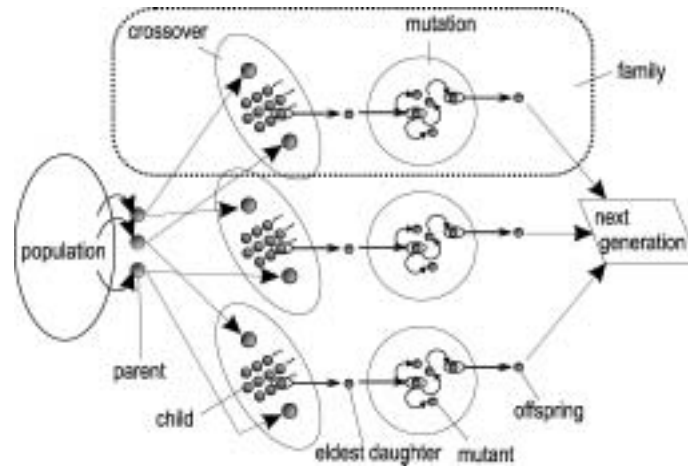 crossover
mutation
family
population
next
generation
parent
child
eldest daughter
mutant
offspring